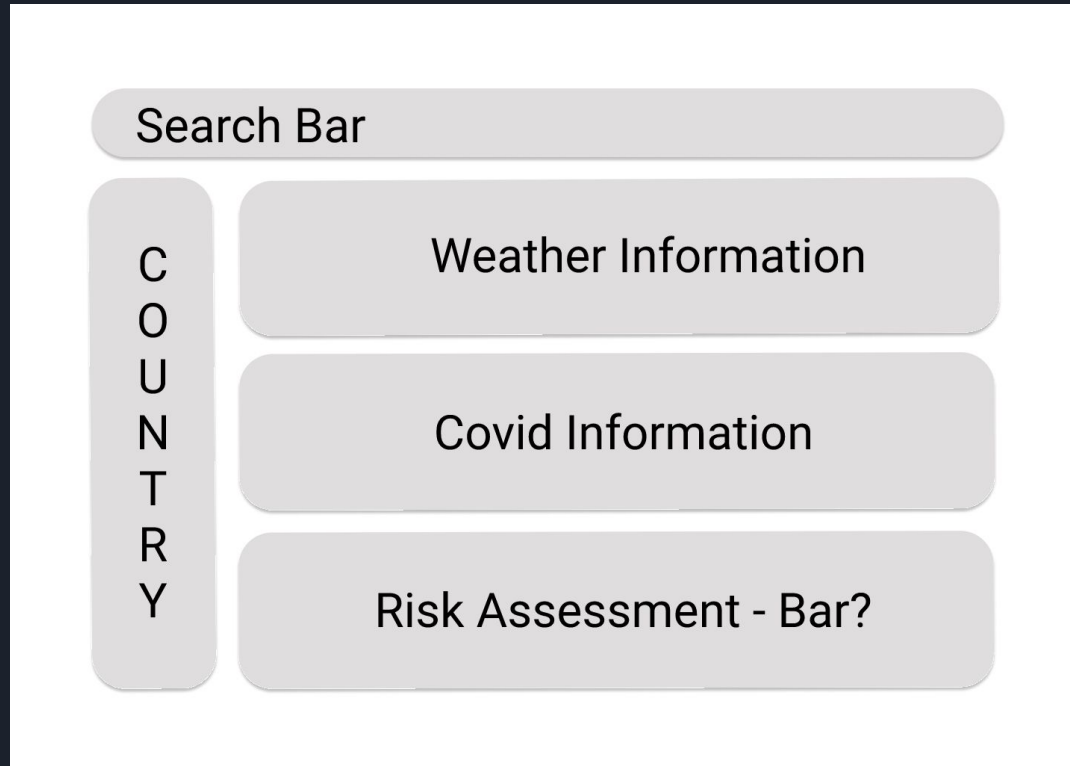 Search Bar
C
O
U
N
T
R
Y
Weather Information
Covid Information
Risk Assessment - Bar?